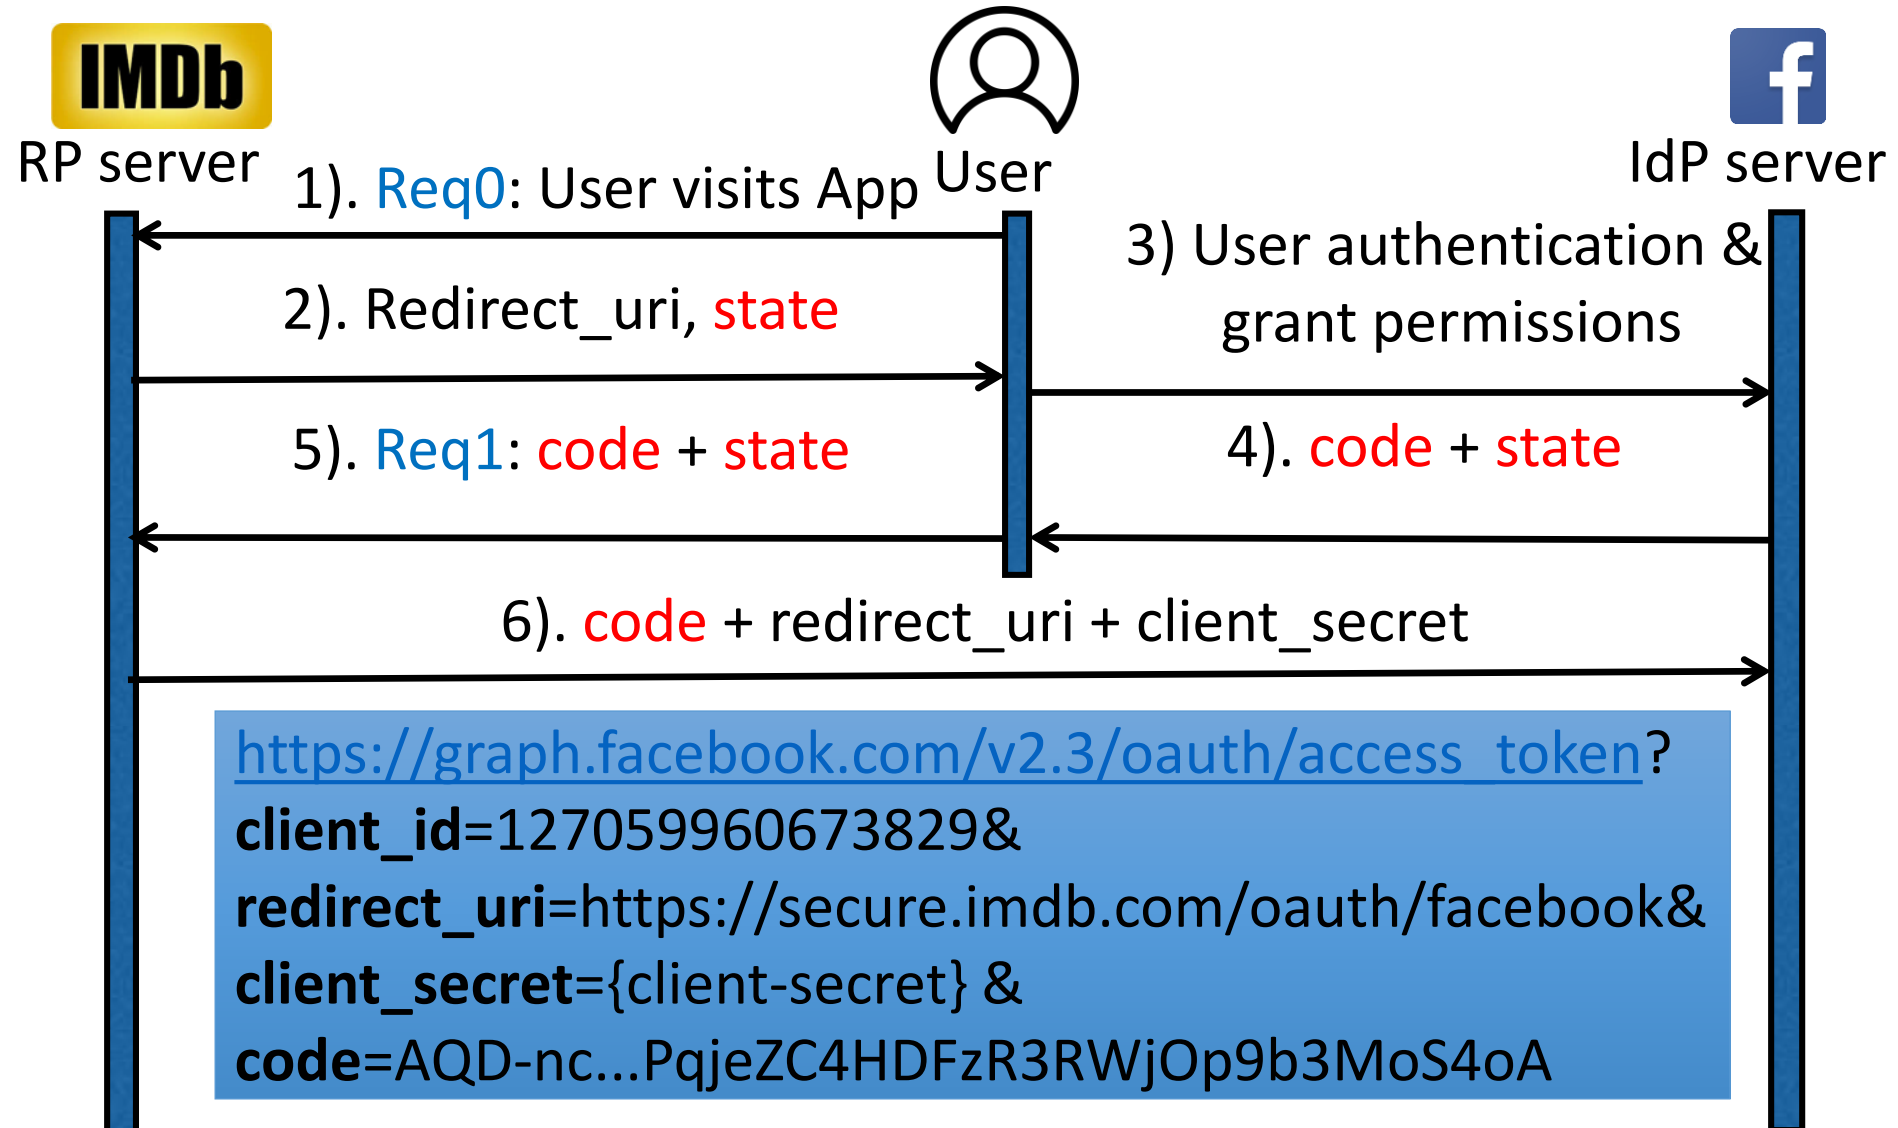 IMDb
f
RP server
User
IdP server
1). Req0: User visits App
2). Redirect_uri, state
3) User authentication &
grant permissions
5). Req1: code + state
4). code + state
6). code + redirect_uri + client_secret
https://graph.facebook.com/v2.3/oauth/access_token?
client_id=127059960673829&
redirect_uri=https://secure.imdb.com/oauth/facebook&
client_secret={client-secret} &
code=AQD-nc...PqjeZC4HDFzR3RWjOp9b3MoS4oA